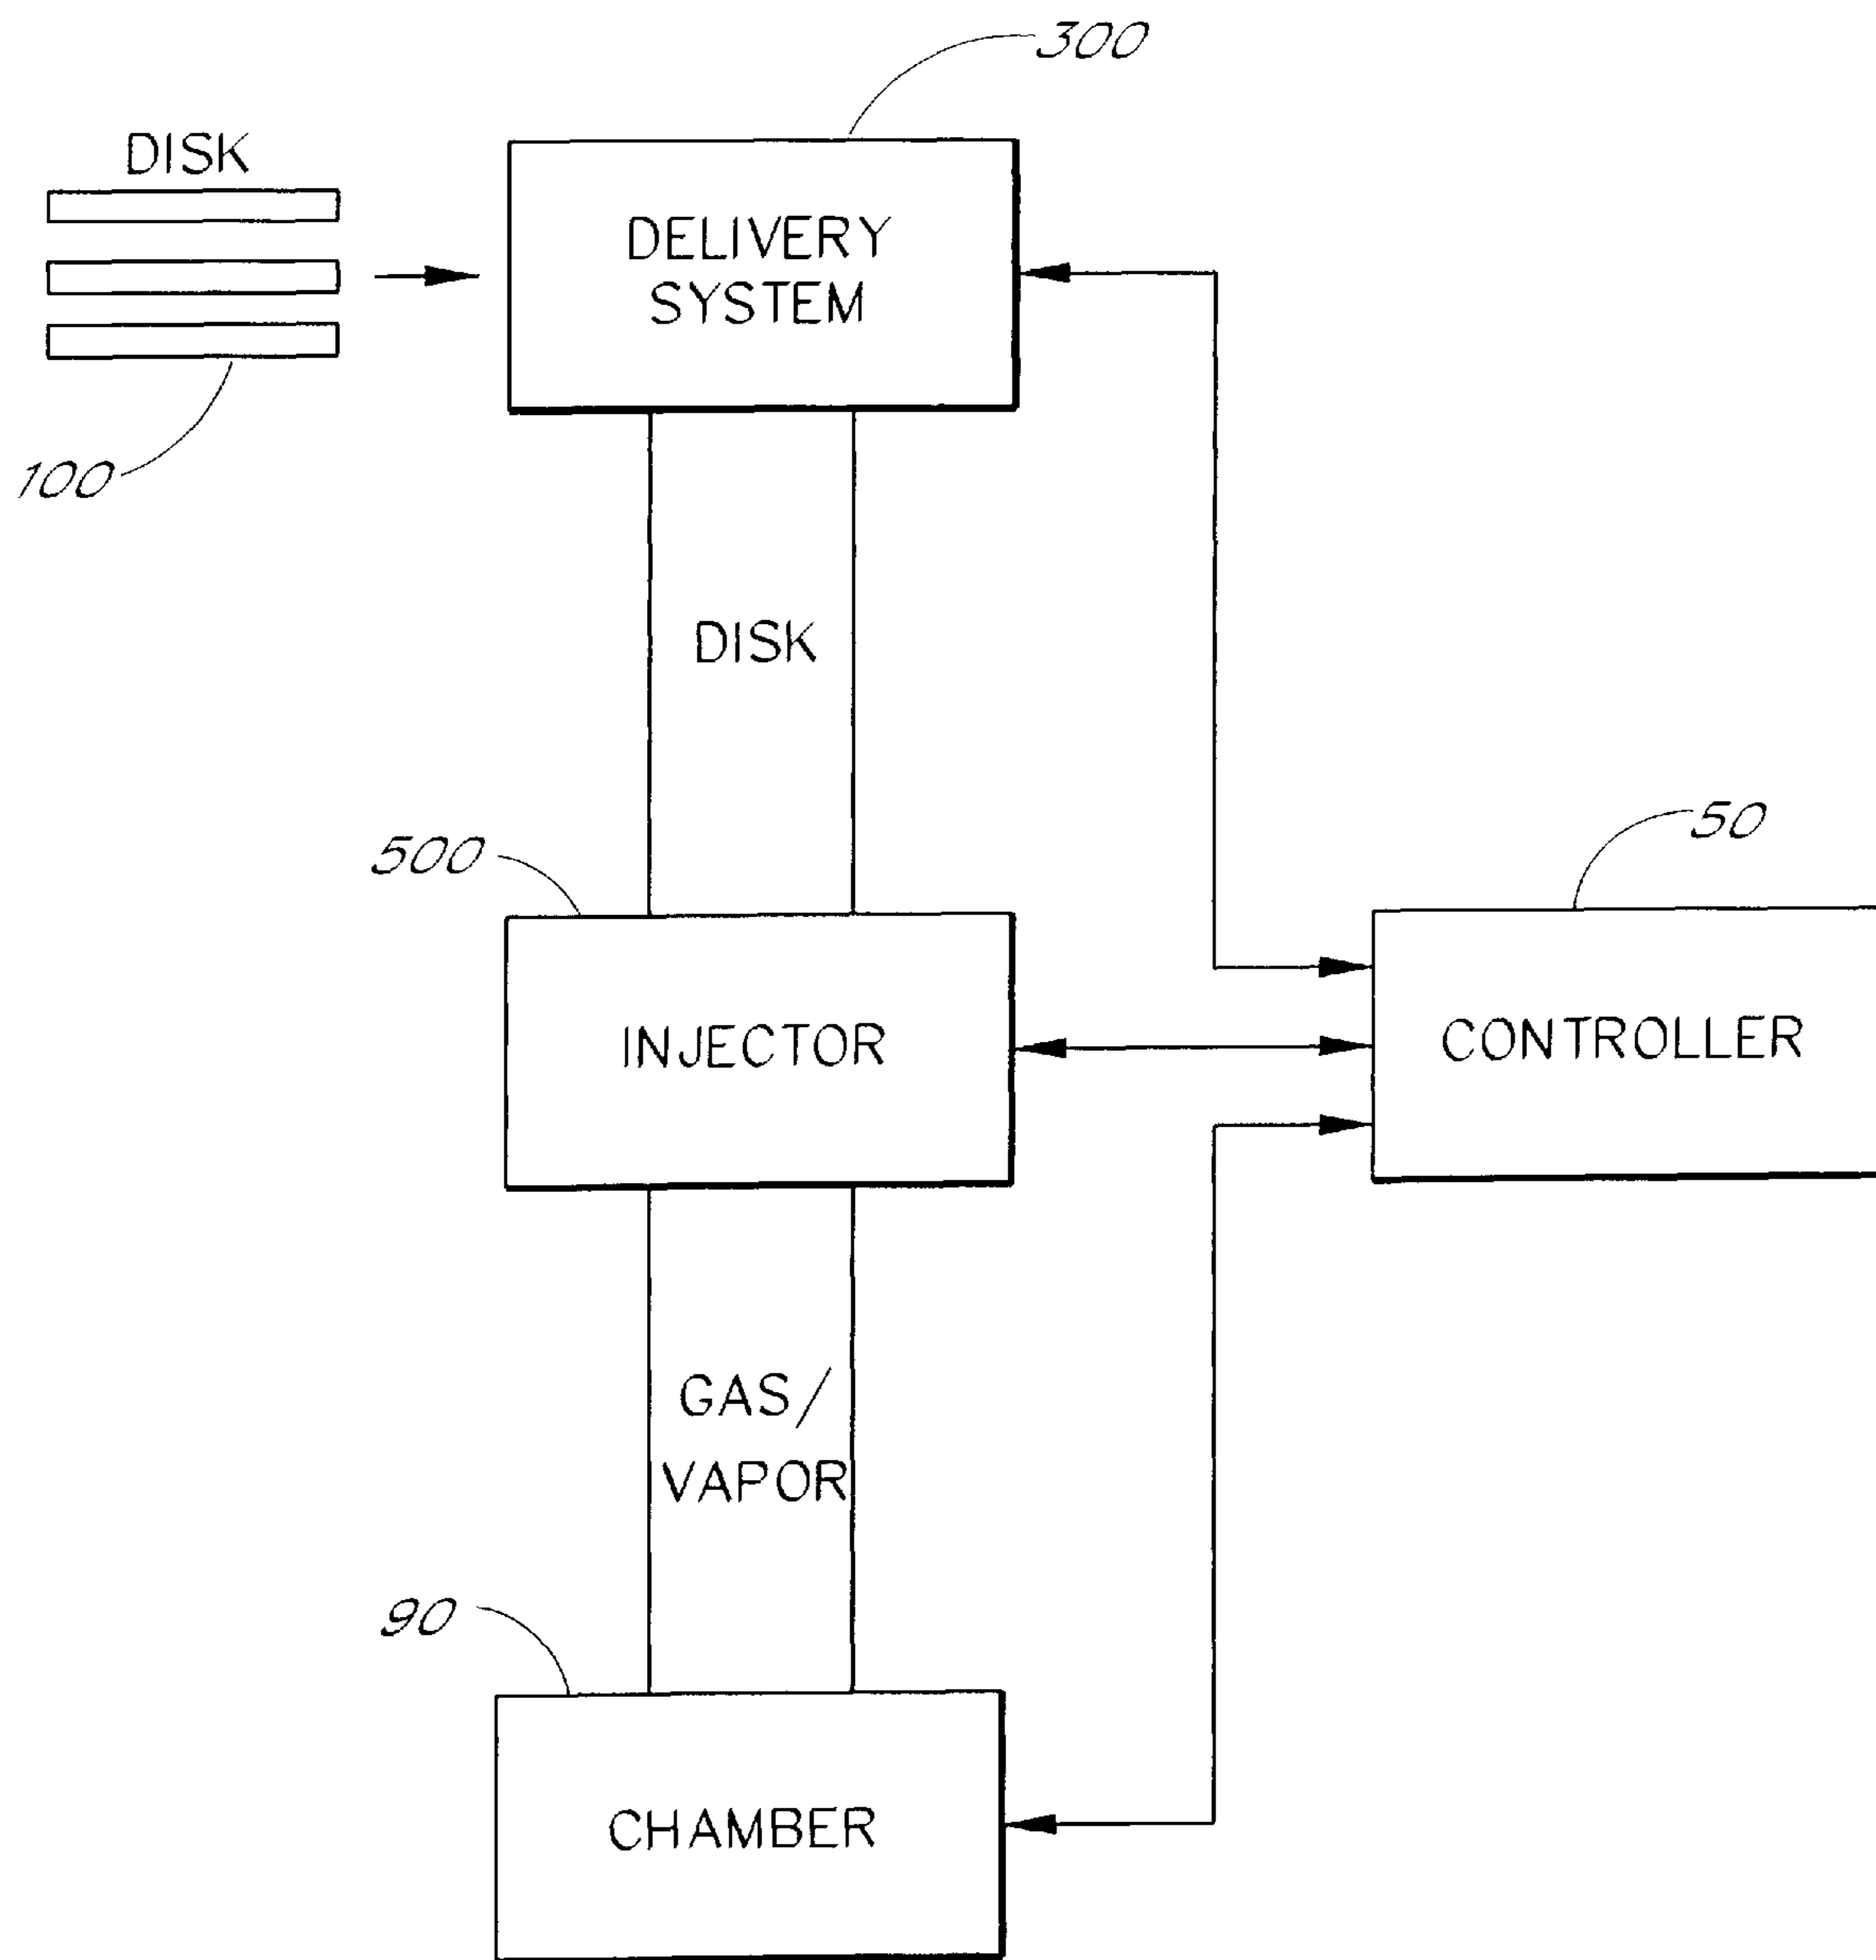 300
DISK
DELIVERY
SYSTEM
100
DISK
500
50
INJECTOR
CONTROLLER
GAS/
VAPOR
90
CHAMBER